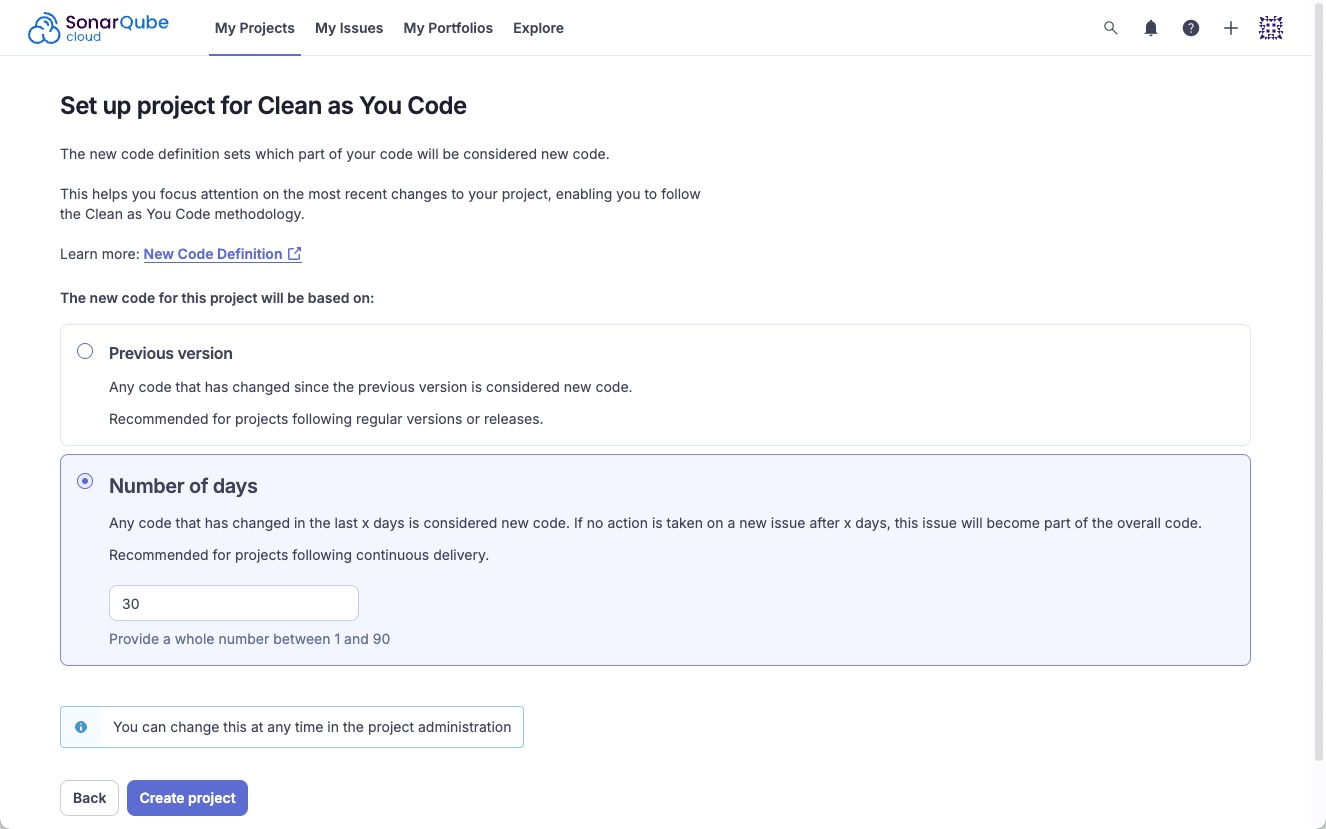 SonarQube
cloud
My Projects
My Issues
My Portfolios
Explore
Set up project for Clean as You Code
The new code definition sets which part of your code will be considered new code.
This helps you focus attention on the most recent changes to your project, enabling you to follow
the Clean as You Code methodology.
Learn more: New Code Definition
The new code for this project will be based on:
Previous version
Any code that has changed since the previous version is considered new code.
Recommended for projects following regular versions or releases.
Number of days
Any code that has changed in the last x days is considered new code. If no action is taken on a new issue after x days, this issue will become part of the overall code.
Recommended for projects following continuous delivery.
30
Provide a whole number between 1 and 90
You can change this at any time in the project administration
Back
Create project